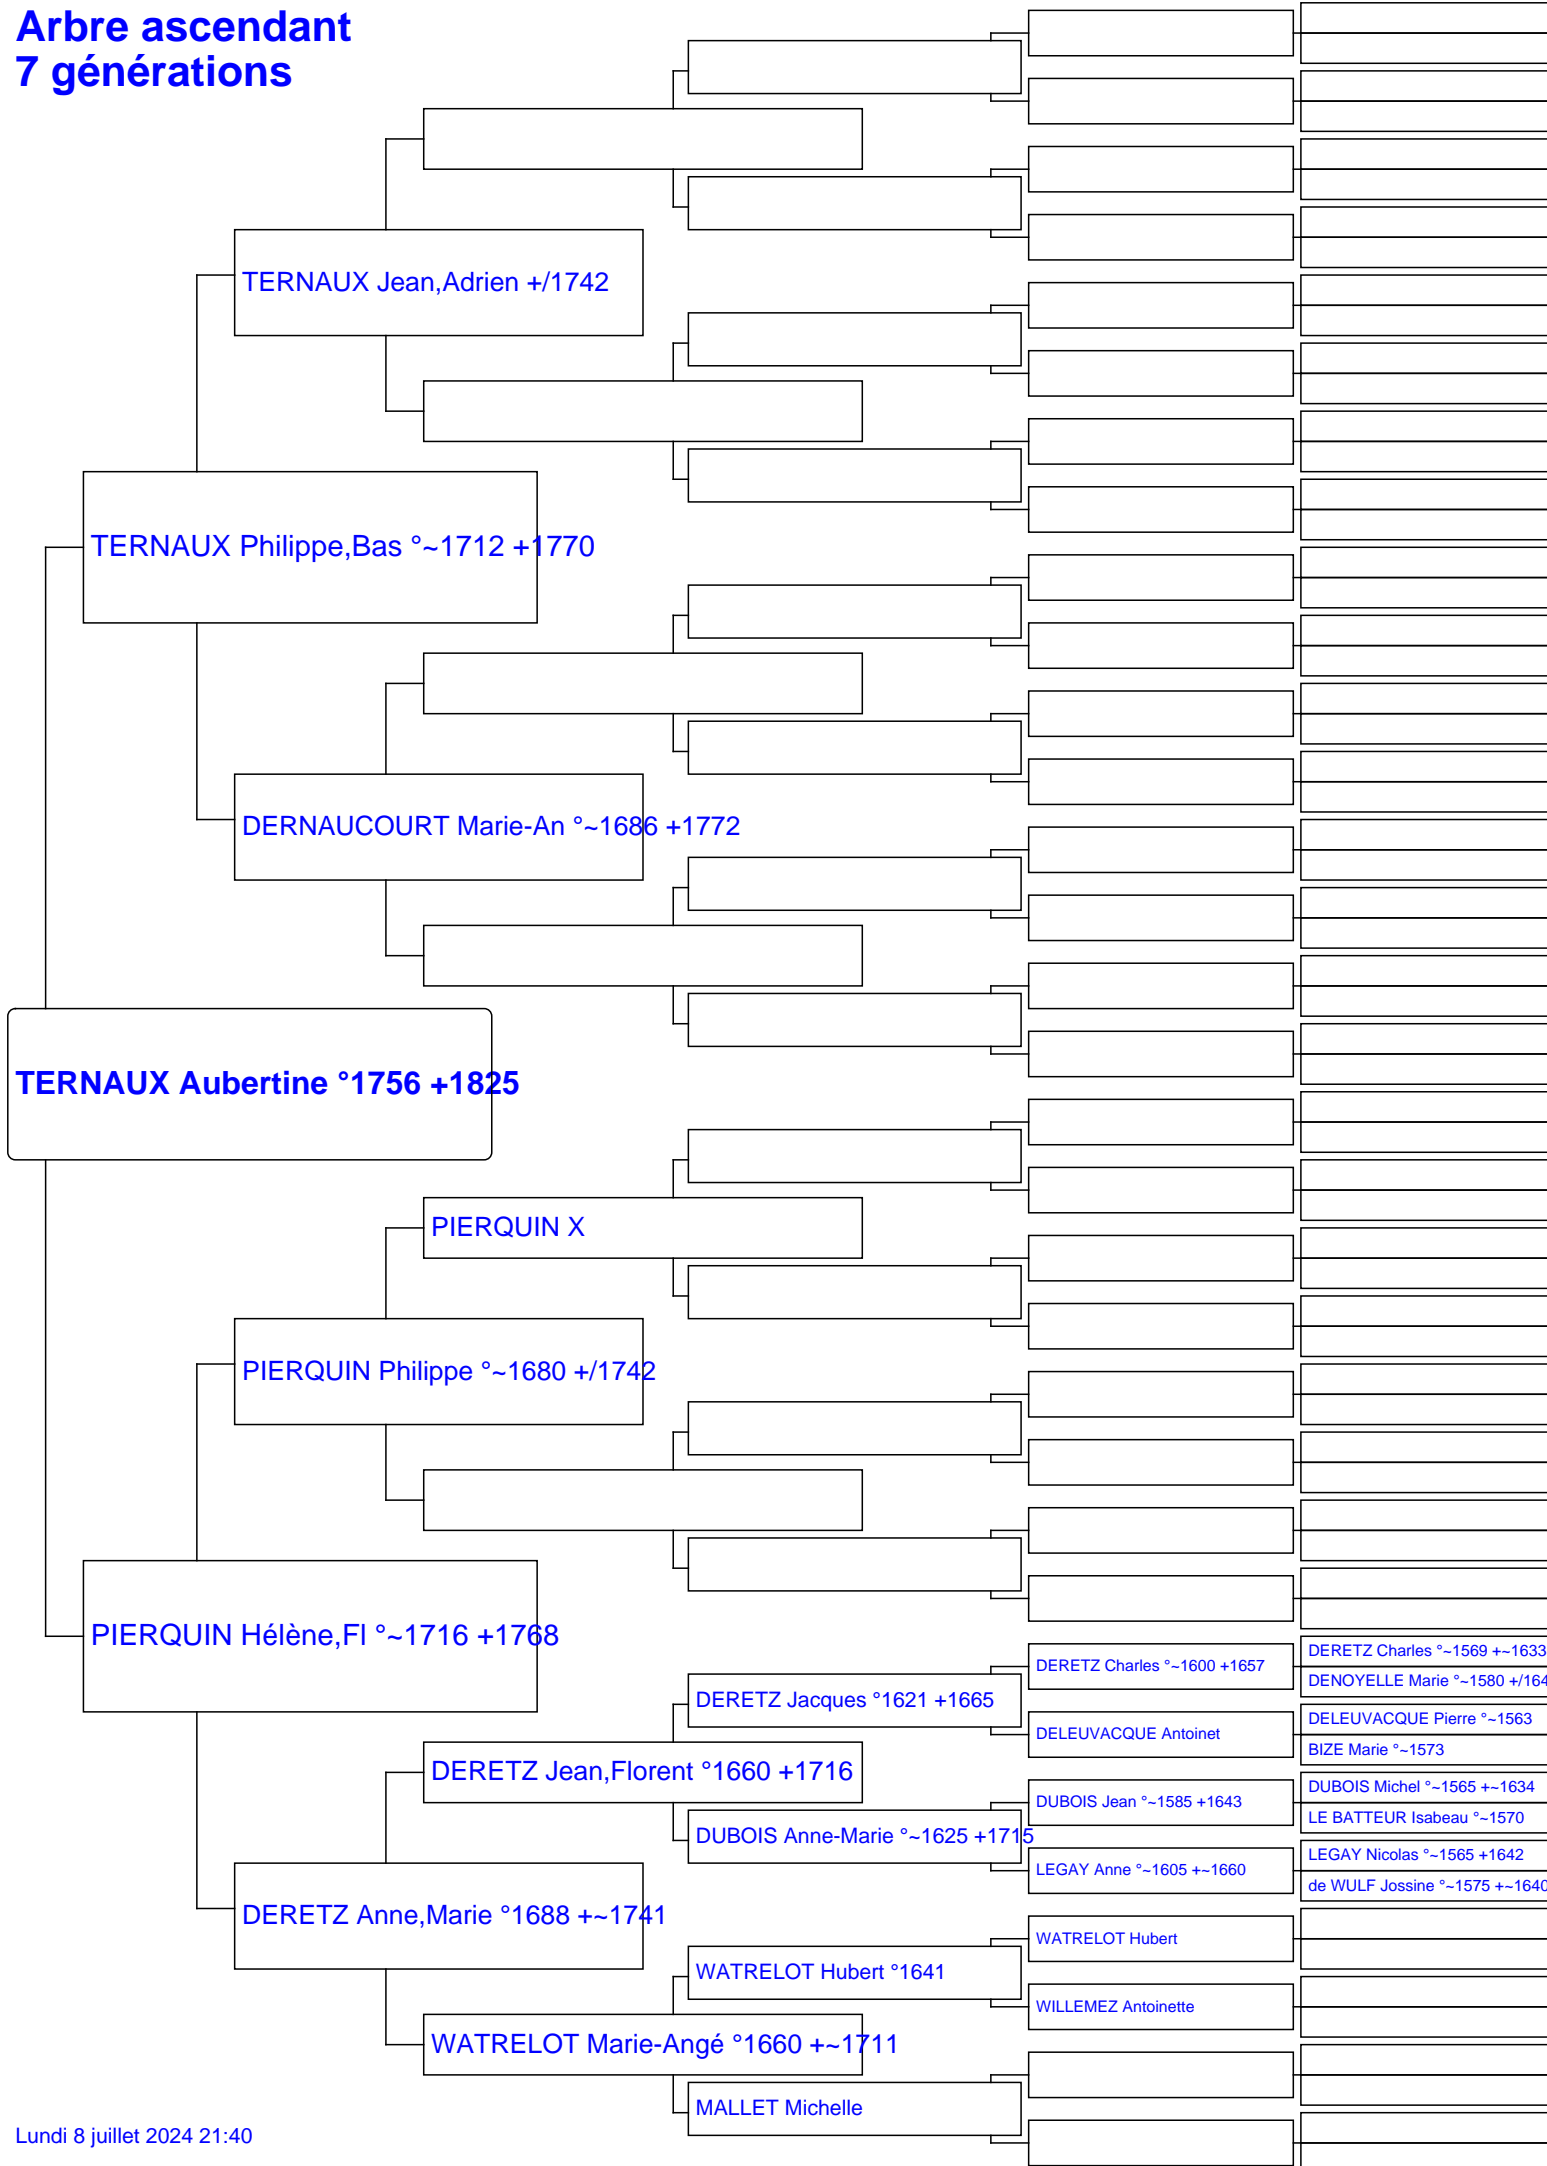 Arbre ascendant
7 générations
TERNAUX Jean,Adrien +/1742
TERNAUX Philippe,Bas °~1712 +1770
DERNAUCOURT Marie-An °~1686 +1772
TERNAUX Aubertine °1756 +1825
PIERQUIN X
PIERQUIN Philippe °~1680 +/1742
PIERQUIN Hélène,Fl °~1716 +1768
DERETZ Charles °~1569 +~1633
DERETZ Charles °~1600 +1657
DENOYELLE Marie °~1580 +/164
DERETZ Jacques °1621 +1665
DELEUVACQUE Pierre °~1563
DELEUVACQUE Antoinet
BIZE Marie °~1573
DERETZ Jean,Florent °1660 +1716
DUBOIS Michel °~1565 +~1634
DUBOIS Jean °~1585 +1643
LE BATTEUR Isabeau °~1570
DUBOIS Anne-Marie °~1625 +1715
LEGAY Nicolas °~1565 +1642
LEGAY Anne °~1605 +~1660
de WULF Jossine °~1575 +~1640
DERETZ Anne,Marie °1688 +~1741
WATRELOT Hubert
WATRELOT Hubert °1641
WILLEMEZ Antoinette
WATRELOT Marie-Angé °1660 +~1711
MALLET Michelle
Lundi 8 juillet 2024 21:40